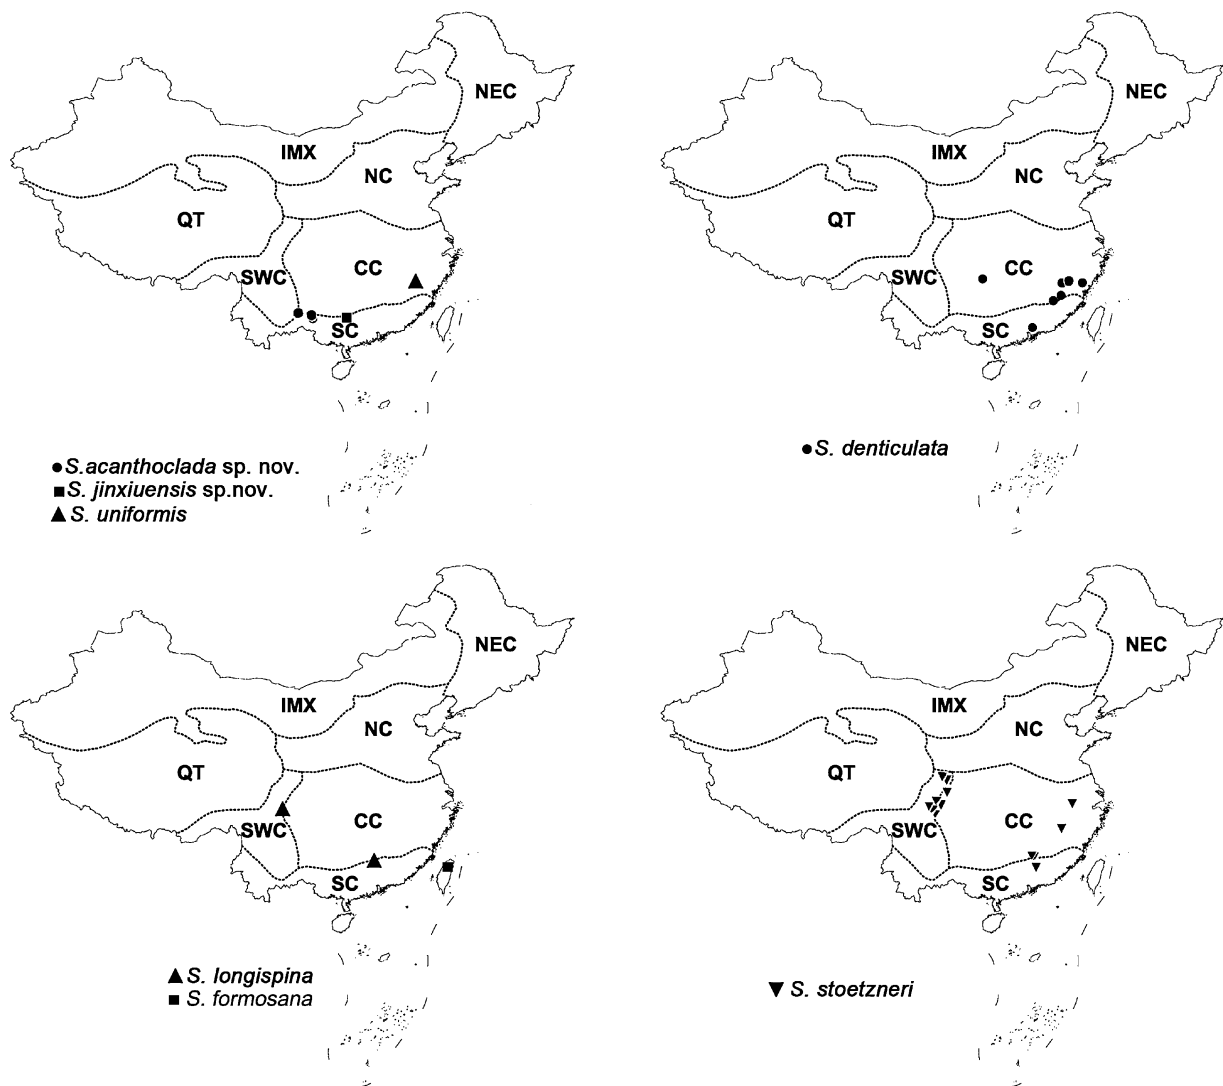 NEC
IMX
NC
QT
SWC
CC
SC
S.acanthoclada sp. nov.
S. jinxiuensis sp.nov.
S. uniformis
NEC
IMX
NC
QT
SWC
CC
SC
S. denticulata
NEC
IMX
NC
QT
SWC
CC
SC
S. longispina
S. formosana
NEC
IMX
NC
QT
SWC
CC
SC
S. stoetzneri